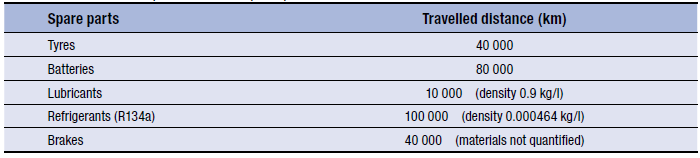 Spare parts Travelled distance (km)
Tyres 40 000
Batteries 80 000
Lubricants 10 000 (density 0.9 kg/l)
Refrigerants (R134a) 100 000 (density 0.000464 kg/l)
Brakes 40 000 (materials not quantified)